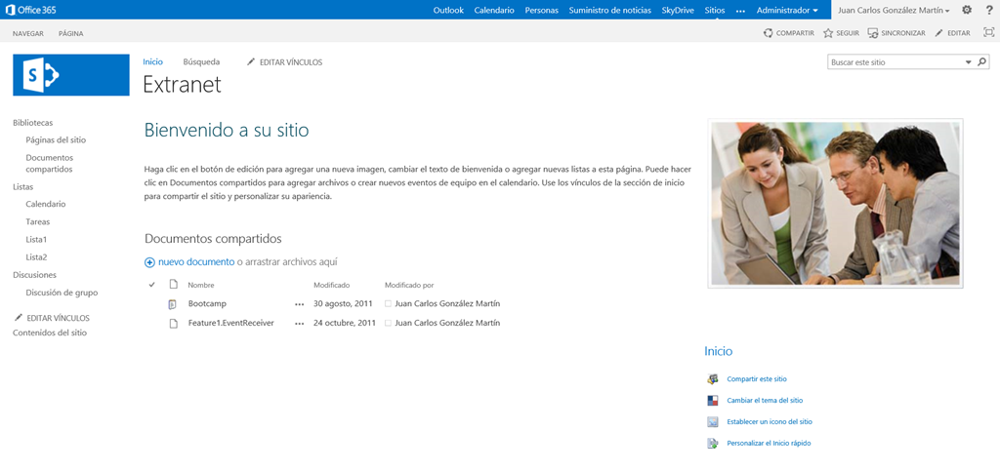 Office 365
Outlook Calendario Personas Suministro de noticias SkyDrive Sitios ••• Administrador Juan Carlos González Martín ?
NAVEGAR PÁGINA
COMPARTIR SEGUIR SINCRONIZAR EDITAR
Inicio Búsqueda EDITAR VÍNCULOS
Buscar este sitio
S
Extranet
Bibliotecas
Páginas del sitio
Documentos
compartidos
Listas
Calendario
Tareas
Lista1
Lista2
Discusiones
Discusión de grupo
EDITAR VÍNCULOS
Contenidos del sitio
Bienvenido a su sitio
Haga clic en el botón de edición para agregar una nueva imagen, cambiar el texto de bienvenida o agregar nuevas listas a esta página. Puede hacer
clic en Documentos compartidos para agregar archivos o crear nuevos eventos de equipo en el calendario. Use los vínculos de la sección de inicio
para compartir el sitio y personalizar su apariencia.
Documentos compartidos
nuevo documento o arrastrar archivos aquí
Nombre Modificado Modificado por
Bootcamp ••• 30 agosto, 2011 Juan Carlos González Martín
Feature1.EventReceiver ••• 24 octubre, 2011 Juan Carlos González Martín
Inicio
Compartir este sitio
Cambiar el tema del sitio
Establecer un icono del sitio
Personalizar el Inicio rápido